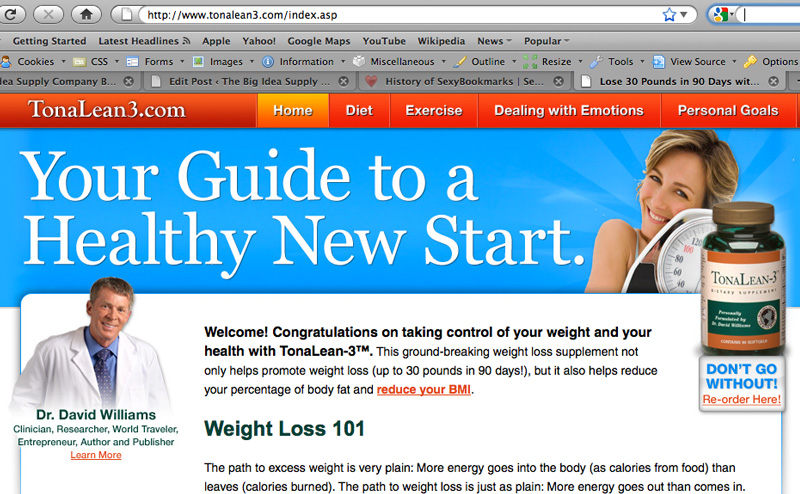 http://www.tonalean3.com/index.asp
Getting Started Latest Headlines Apple Yahoo! Google Maps YouTube Wikipedia News Popular
Cookies CSS Forms Images Information Miscellaneous Outline Resize Tools View Source Options
dea Supply Company B... Edit Post ‹ The Big Idea Supply ... History of SexyBookmarks | Se... Lose 30 Pounds in 90 Days wit...
TonaLean3.com Home Diet Exercise Dealing with Emotions Personal Goals
Your Guide to a
Healthy New Start.
120
100
TONALEAN-3
DIETARY SUPPLEMENT
Personally
Formulated by
Dr. David Williams
CONTAINS 90 SOFTGELS
DON'T GO
WITHOUT!
Re-order Here!
Dr. David Williams
Clinician, Researcher, World Traveler,
Entrepreneur, Author and Publisher
Learn More
Welcome! Congratulations on taking control of your weight and your
health with TonaLean-3™. This ground-breaking weight loss supplement not
only helps promote weight loss (up to 30 pounds in 90 days!), but it also helps reduce
your percentage of body fat and reduce your BMI.
Weight Loss 101
The path to excess weight is very plain: More energy goes into the body (as calories from food) than
leaves (calories burned). The path to weight loss is just as plain: More energy goes out than comes in.